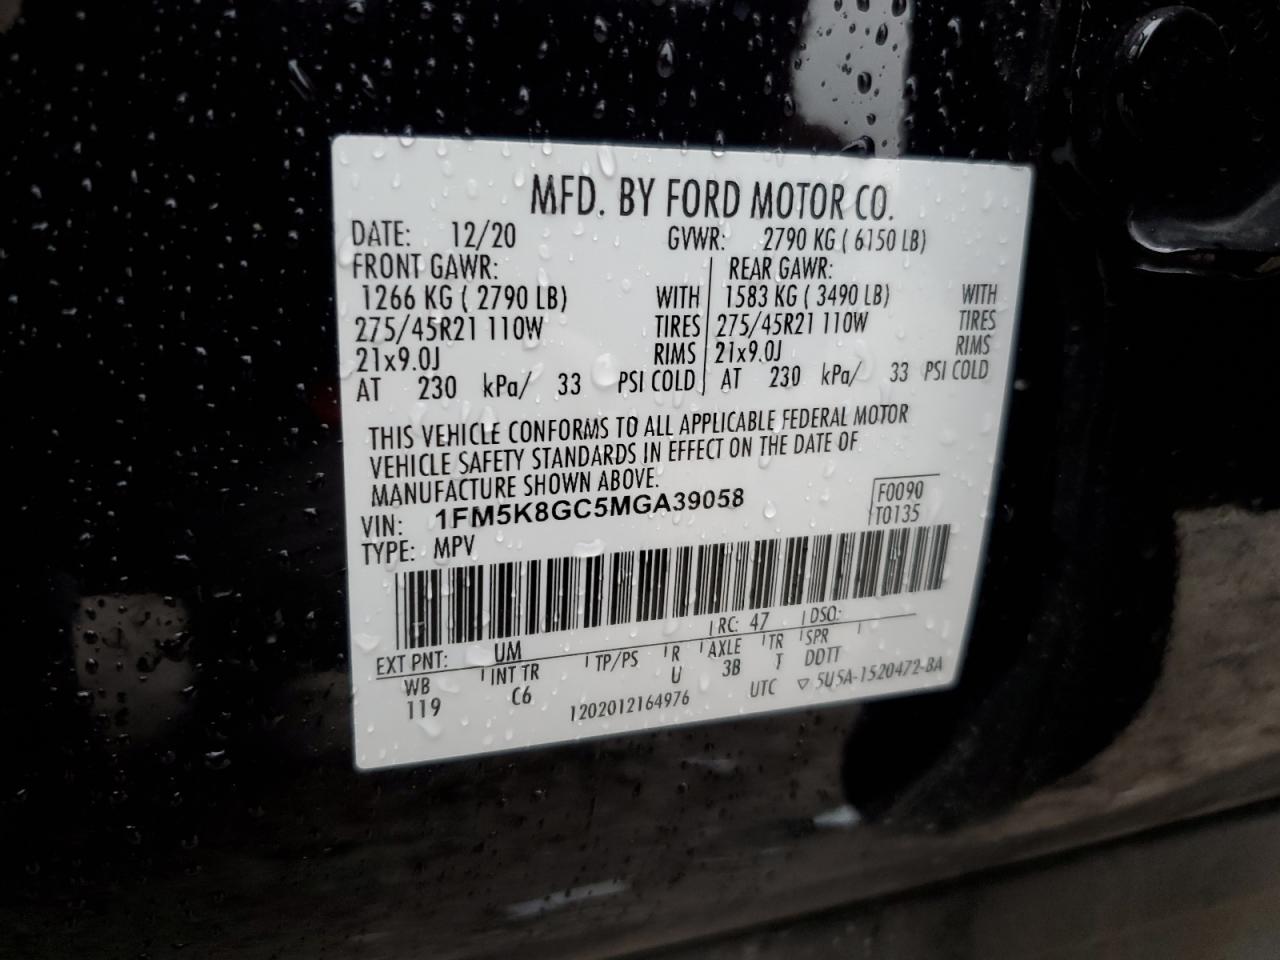 MFD. BY FORD MOTOR CO.
DATE: 12/20 GVWR: 2790 KG ( 6150 LB)
FRONT GAWR: REAR GAWR:
1266 KG ( 2790 LB) WITH 1583 KG ( 3490 LB) WITH
275/45R21 110W TIRES 275/45R21 110W TIRES
21x9.0J RIMS 21x9.0J RIMS
AT 230 kPa/ 33 PSI COLD AT 230 kPa/ 33 PSI COLD
THIS VEHICLE CONFORMS TO ALL APPLICABLE FEDERAL MOTOR
VEHICLE SAFETY STANDARDS IN EFFECT ON THE DATE OF
MANUFACTURE SHOWN ABOVE.
VIN: 1FM5K8GC5MGA39058 F0090
TYPE: MPV T0135
EXT PNT: UM RC: 47 DSO:
WB INT TR TP/PS R AXLE TR SPR
119 C6 U 3B T DDTT
1202012164976 UTC ▽ 5U5A-1520472-BA